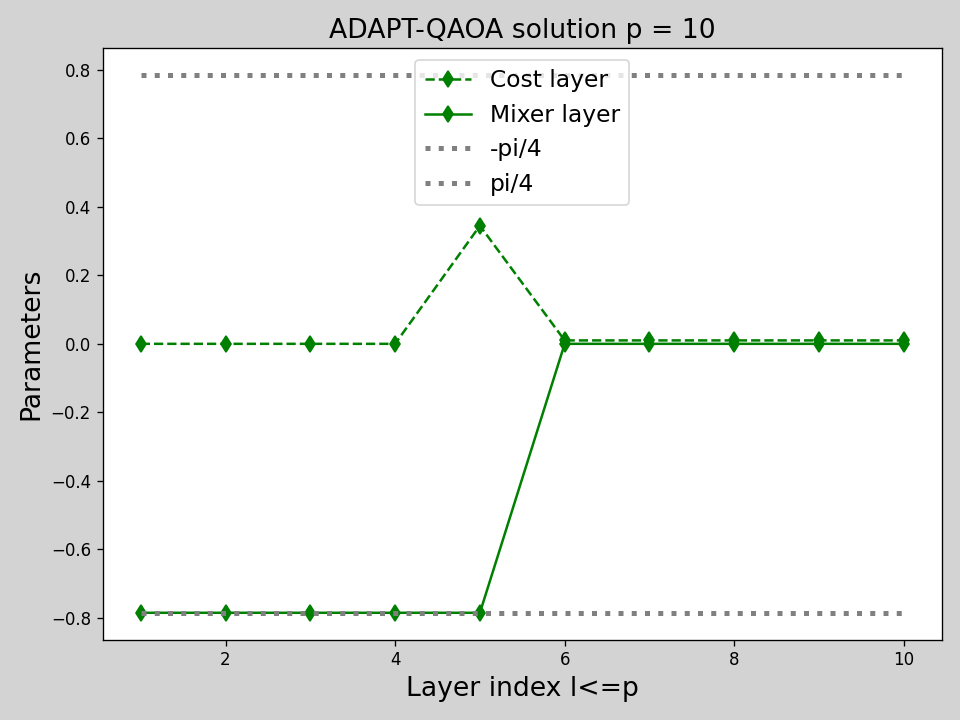 ADAPT-QAOA solution p = 10
Cost layer
Mixer layer
-pi/4
pi/4
0.8
0.6
0.4
0.2
0.0
−0.2
−0.4
−0.6
−0.8
Parameters
2 4 6 8 10
Layer index l<=p